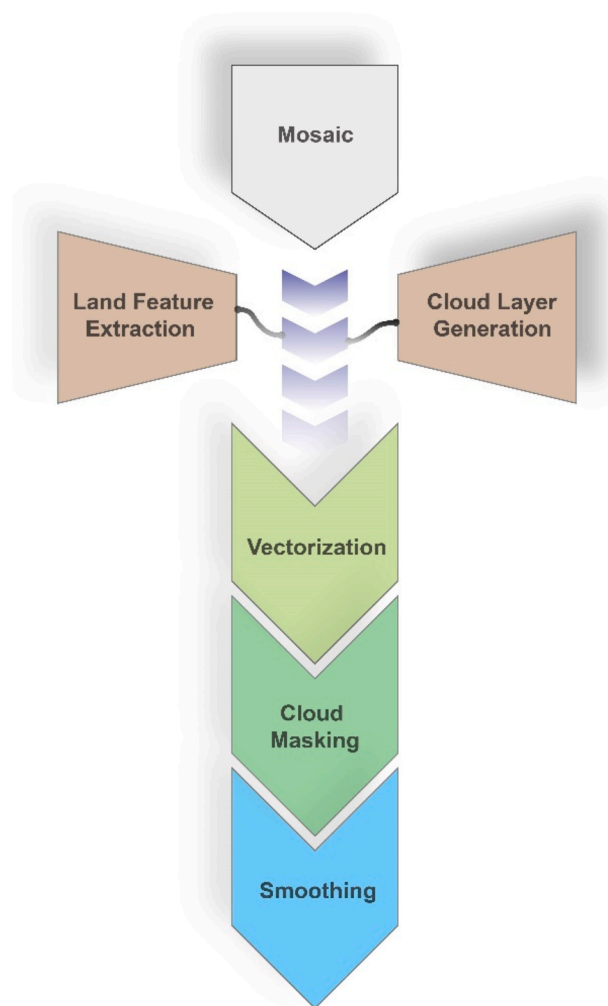 Mosaic
Land Feature
Extraction
Cloud Layer
Generation
Vectorization
Cloud
Masking
Smoothing